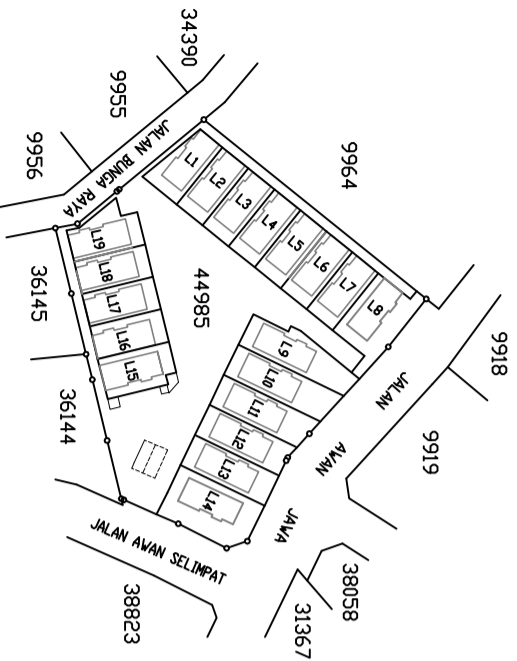 34390
9955
9956
JALAN BUNGA RAYA
9964
L1
L2
L3
L4
L5
L6
L7
L8
L19
L18
L17
L16
L15
36145
36144
44985
L9
L10
L11
L12
L13
L14
JALAN
AWAN
JAWA
9918
9919
JALAN AWAN SELIMPAT
38823
38058
31367